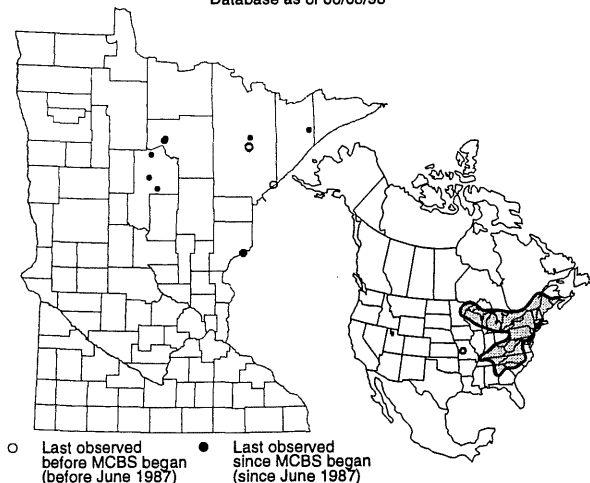 ○ Last observed
before MCBS began
(before June 1987)
● Last observed
since MCBS began
(since June 1987)